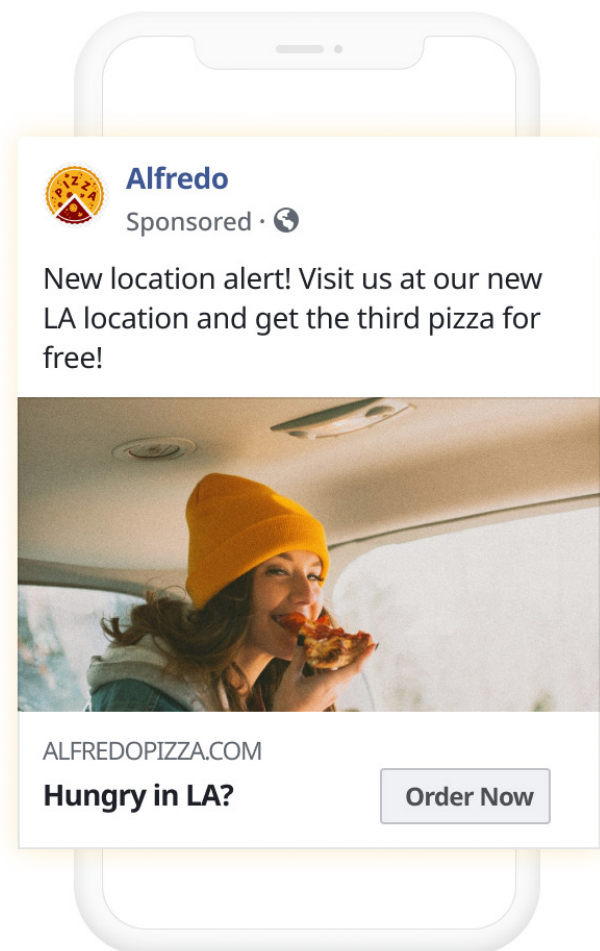 PIZZA
Alfredo
Sponsored ·
New location alert! Visit us at our new
LA location and get the third pizza for
free!
ALFREDOPIZZA.COM
Hungry in LA?
Order Now